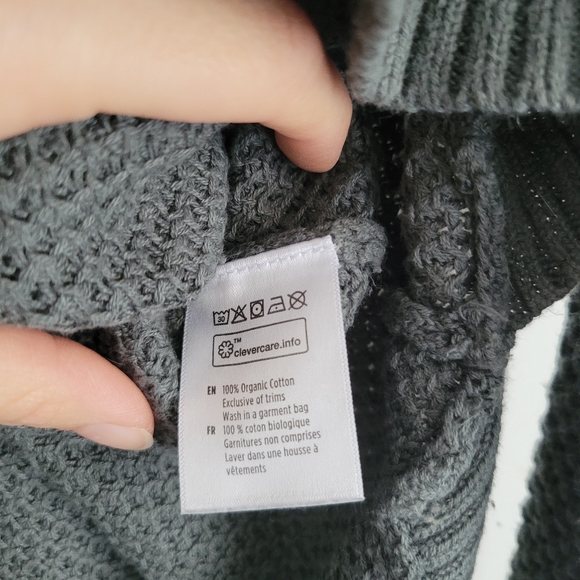 30
TM
clevercare.info
EN 100% Organic Cotton
Exclusive of trims
Wash in a garment bag
FR 100 % coton biologique
Garnitures non comprises
Laver dans une housse à
vêtements